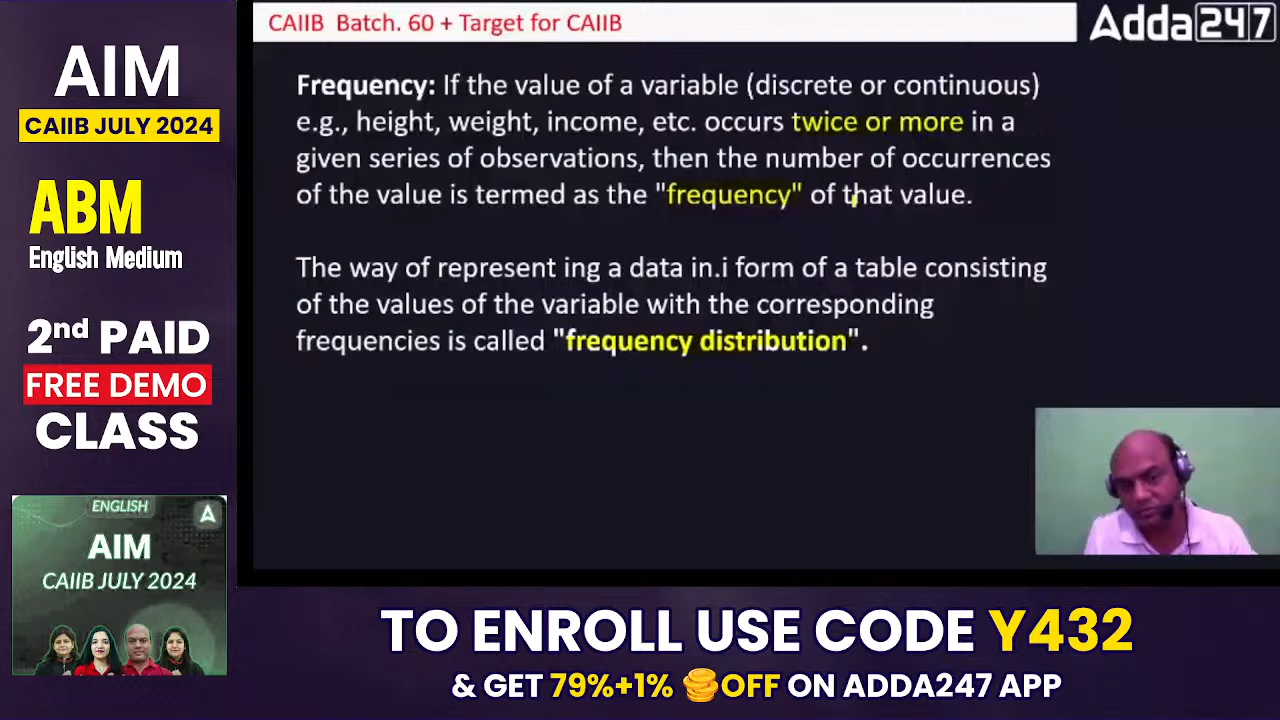 CAIIB Batch. 60 + Target for CAIIB
Adda247
AIM
CAIIB JULY 2024
ABM
English Medium
2nd PAID
FREE DEMO
CLASS
Frequency: If the value of a variable (discrete or continuous)
e.g., height, weight, income, etc. occurs twice or more in a
given series of observations, then the number of occurrences
of the value is termed as the "frequency" of that value.
The way of represent ing a data in.i form of a table consisting
of the values of the variable with the corresponding
frequencies is called "frequency distribution".
ENGLISH
A
AIM
CAIIB JULY 2024
TO ENROLL USE CODE Y432
& GET 79%+1% OFF ON ADDA247 APP